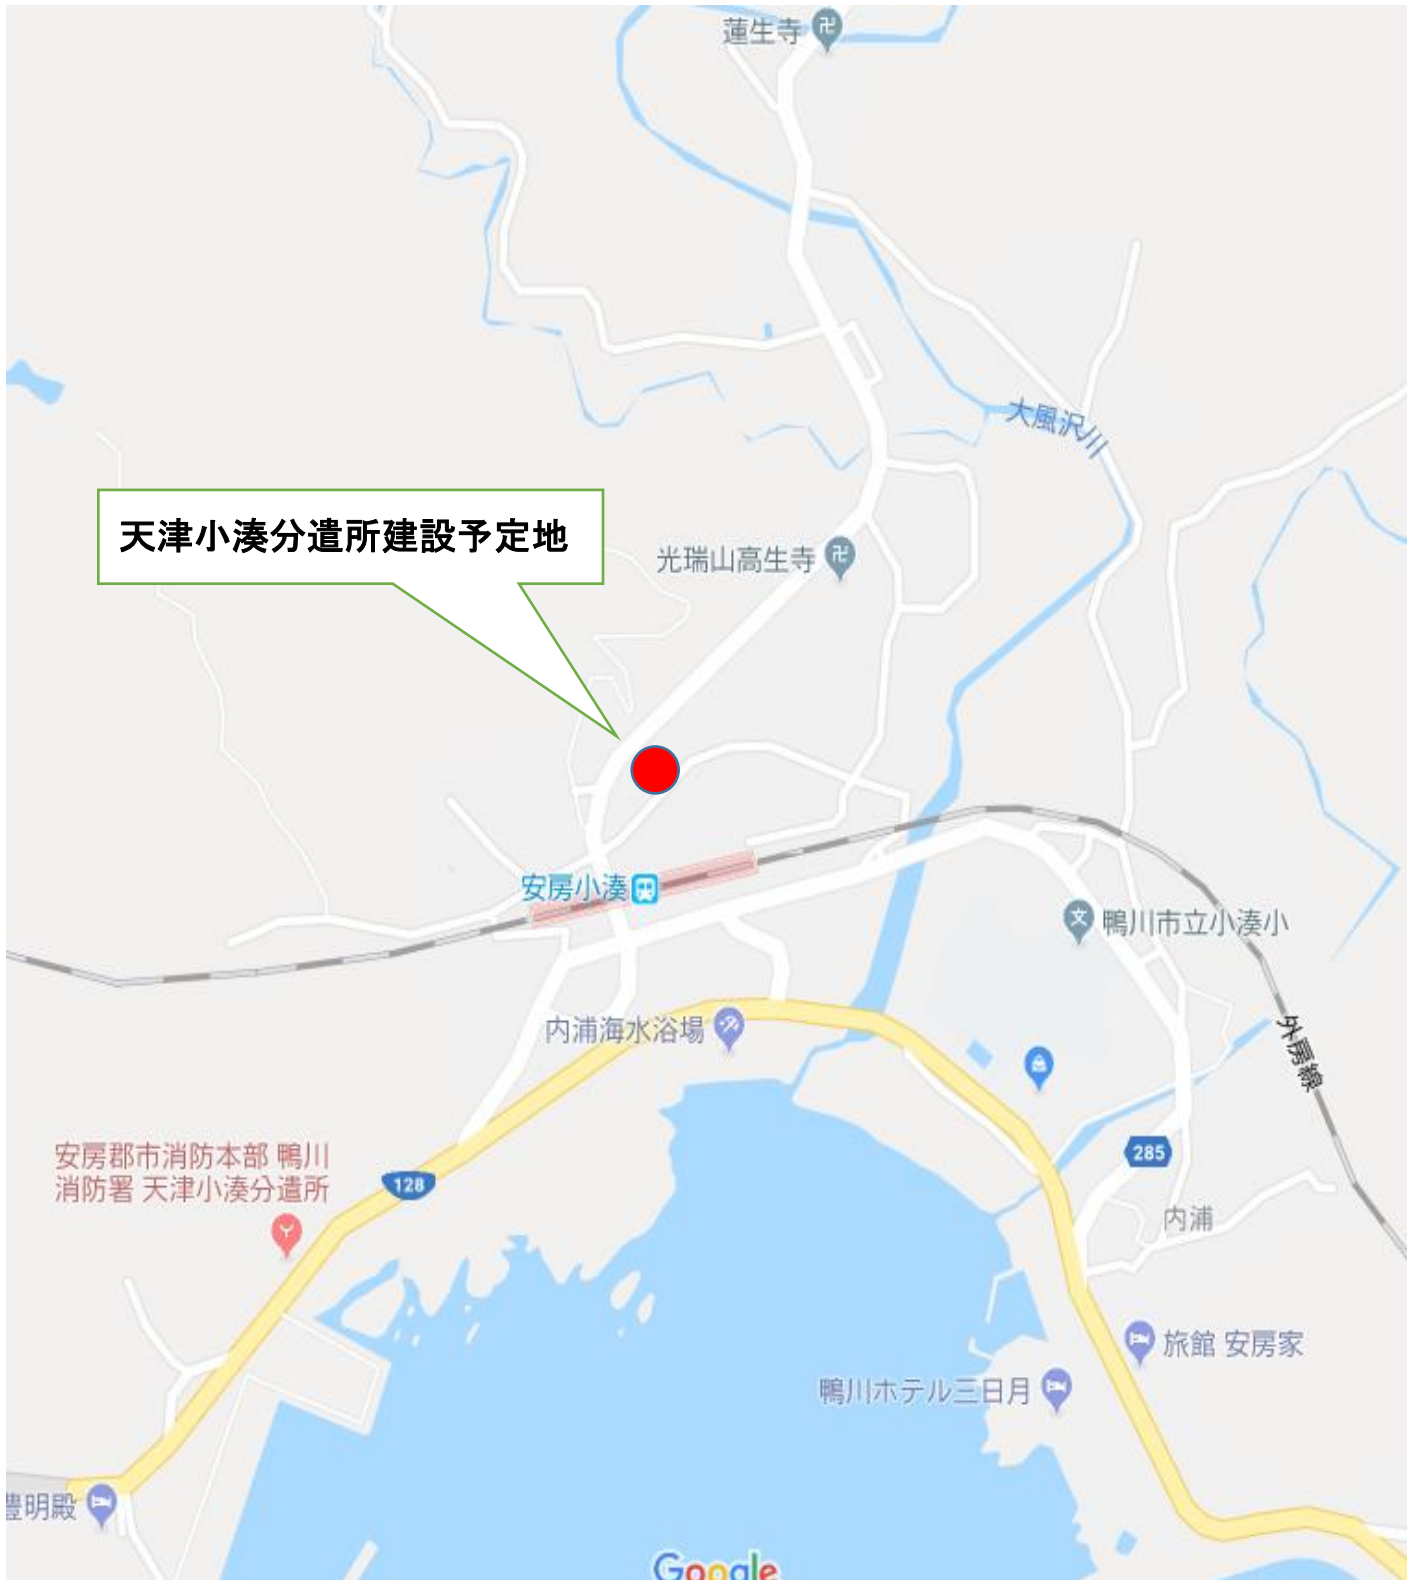 蓮生寺
大風沢川
天津小湊分遣所建設予定地
光瑞山高生寺
安房小湊
鴨川市立小湊小
内浦海水浴場
外房線
安房郡市消防本部 鴨川
消防署 天津小湊分遣所
128
285
内浦
旅館 安房家
鴨川ホテル三日月
豊明殿
Google